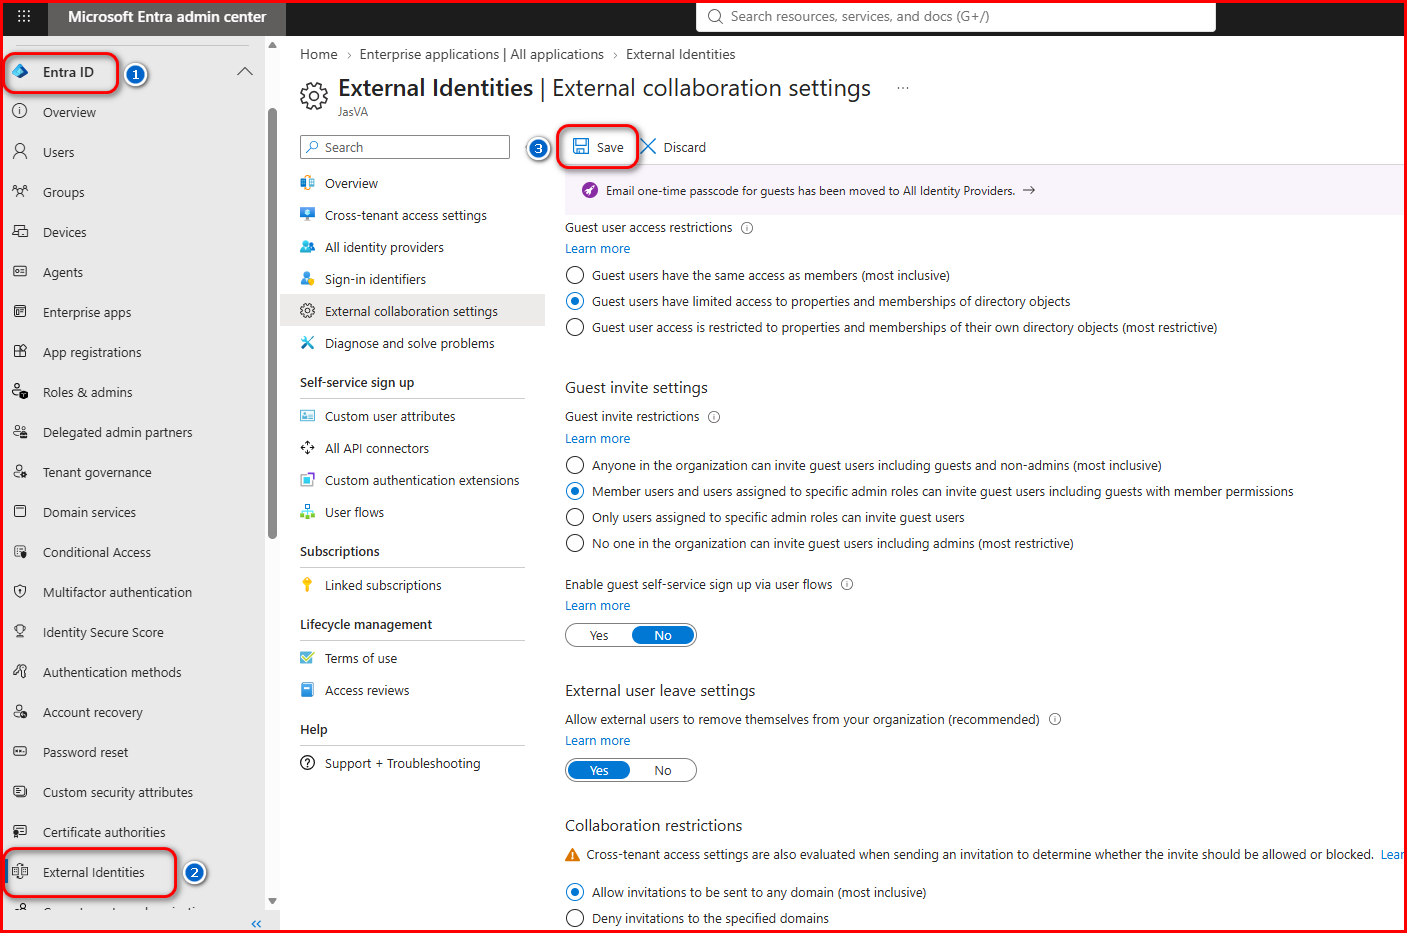 Microsoft Entra admin center
Search resources, services, and docs (G+/)
Entra ID
1
Overview
Users
Groups
Devices
Agents
Enterprise apps
App registrations
Roles & admins
Delegated admin partners
Tenant governance
Domain services
Conditional Access
Multifactor authentication
Identity Secure Score
Authentication methods
Account recovery
Password reset
Custom security attributes
Certificate authorities
External Identities
2
Home > Enterprise applications | All applications > External Identities
External Identities | External collaboration settings ...
JasVA
Search
Overview
Cross-tenant access settings
All identity providers
Sign-in identifiers
External collaboration settings
Diagnose and solve problems
Self-service sign up
Custom user attributes
All API connectors
Custom authentication extensions
User flows
Subscriptions
Linked subscriptions
Lifecycle management
Terms of use
Access reviews
Help
Support + Troubleshooting
3
Save
Discard
Email one-time passcode for guests has been moved to All Identity Providers. →
Guest user access restrictions
Learn more
Guest users have the same access as members (most inclusive)
Guest users have limited access to properties and memberships of directory objects
Guest user access is restricted to properties and memberships of their own directory objects (most restrictive)
Guest invite settings
Guest invite restrictions
Learn more
Anyone in the organization can invite guest users including guests and non-admins (most inclusive)
Member users and users assigned to specific admin roles can invite guest users including guests with member permissions
Only users assigned to specific admin roles can invite guest users
No one in the organization can invite guest users including admins (most restrictive)
Enable guest self-service sign up via user flows
Learn more
Yes No
External user leave settings
Allow external users to remove themselves from your organization (recommended)
Learn more
Yes No
Collaboration restrictions
Cross-tenant access settings are also evaluated when sending an invitation to determine whether the invite should be allowed or blocked. Lear
Allow invitations to be sent to any domain (most inclusive)
Deny invitations to the specified domains